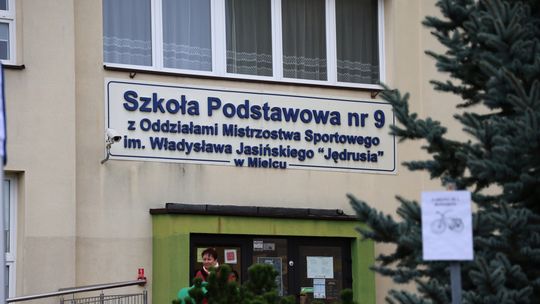 Szkoła Podstawowa nr 9
z Oddziałami Mistrzostwa Sportowego
im. Władysława Jasińskiego "Jędrusia"
w Mielcu